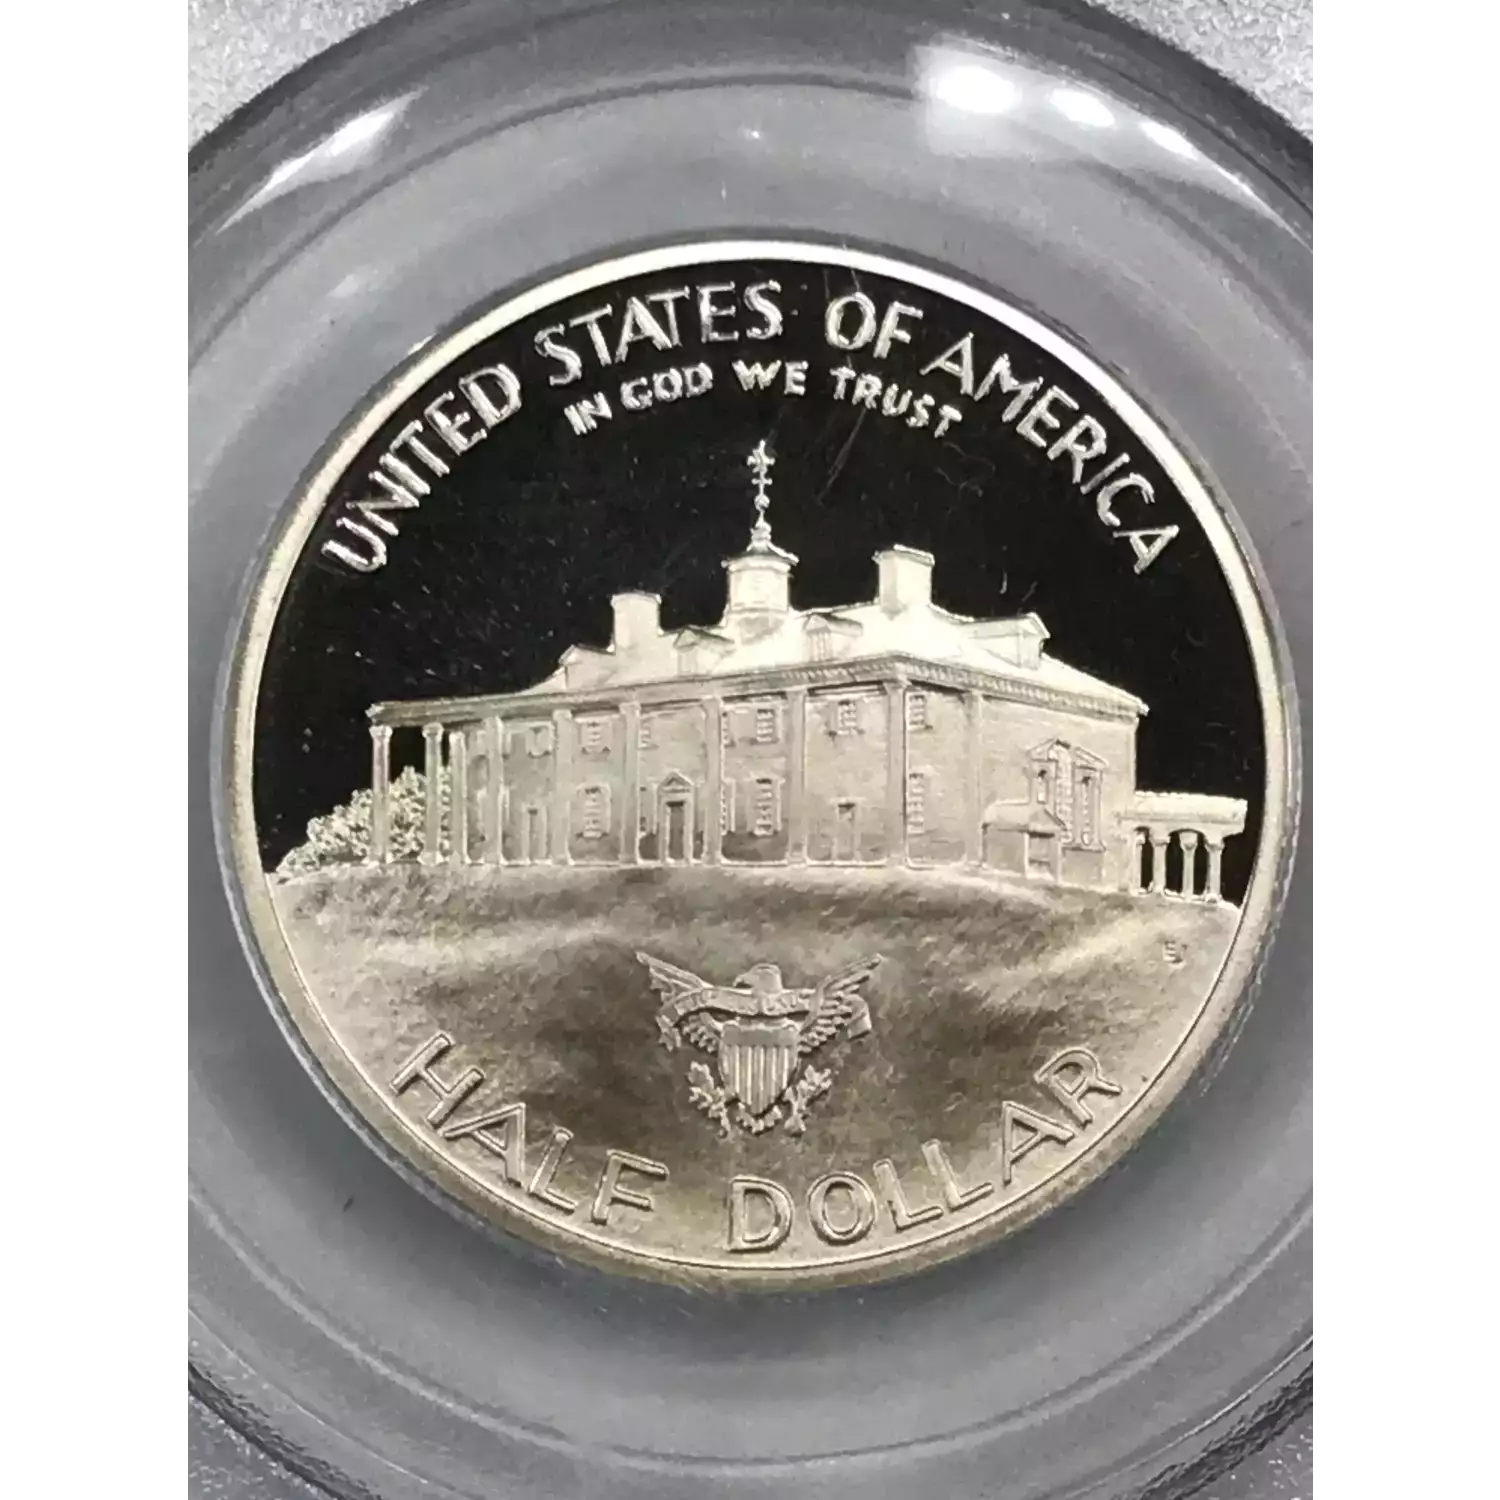 UNITED STATES OF AMERICA
IN GOD WE TRUST
HALF DOLLAR